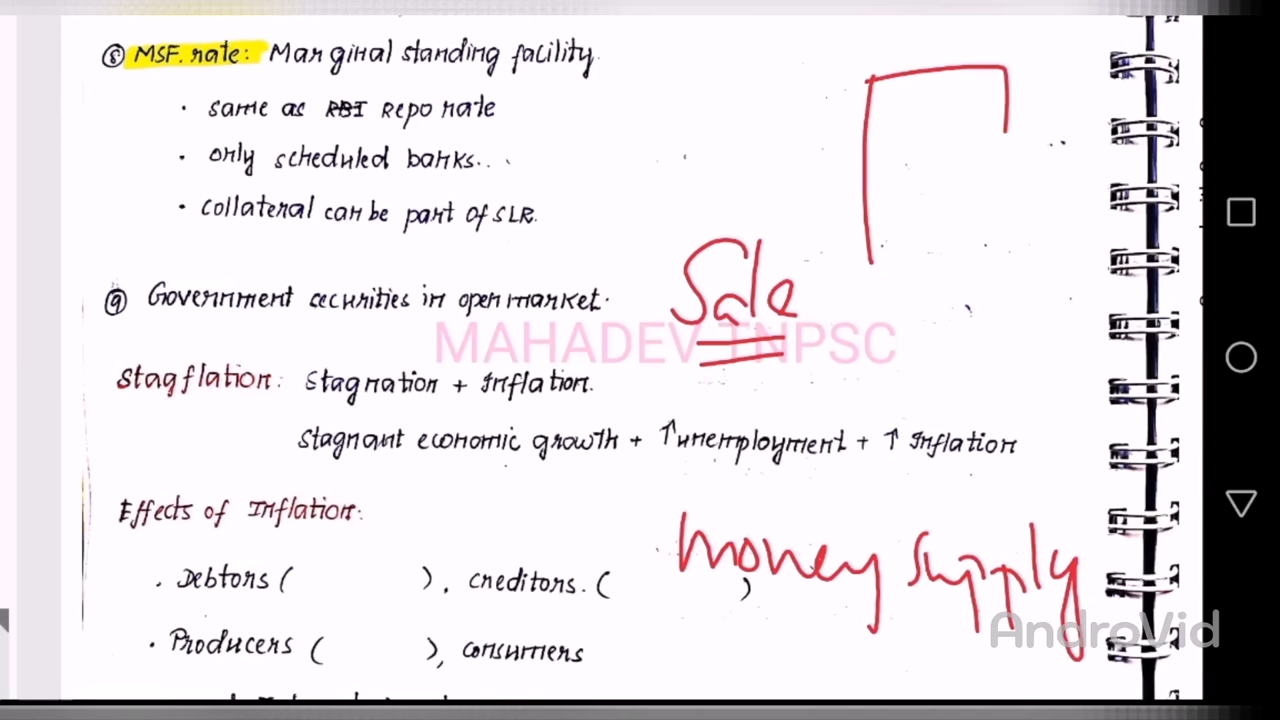 ⑧ MSF. rate: Marginal standing facility.
· same as RBI Repo rate
· only scheduled banks..
· collateral can be part of SLR.
Sale
⑨ Government securities in open market.
MAHADEV TNPSC
Stagflation: Stagnation + Inflation.
Stagnant economic growth + ↑unemployment + ↑ Inflation
Effects of Inflation:
money supply
· Debtors ( ), creditors. ( )
AndroVid
· Producers ( ), consumers